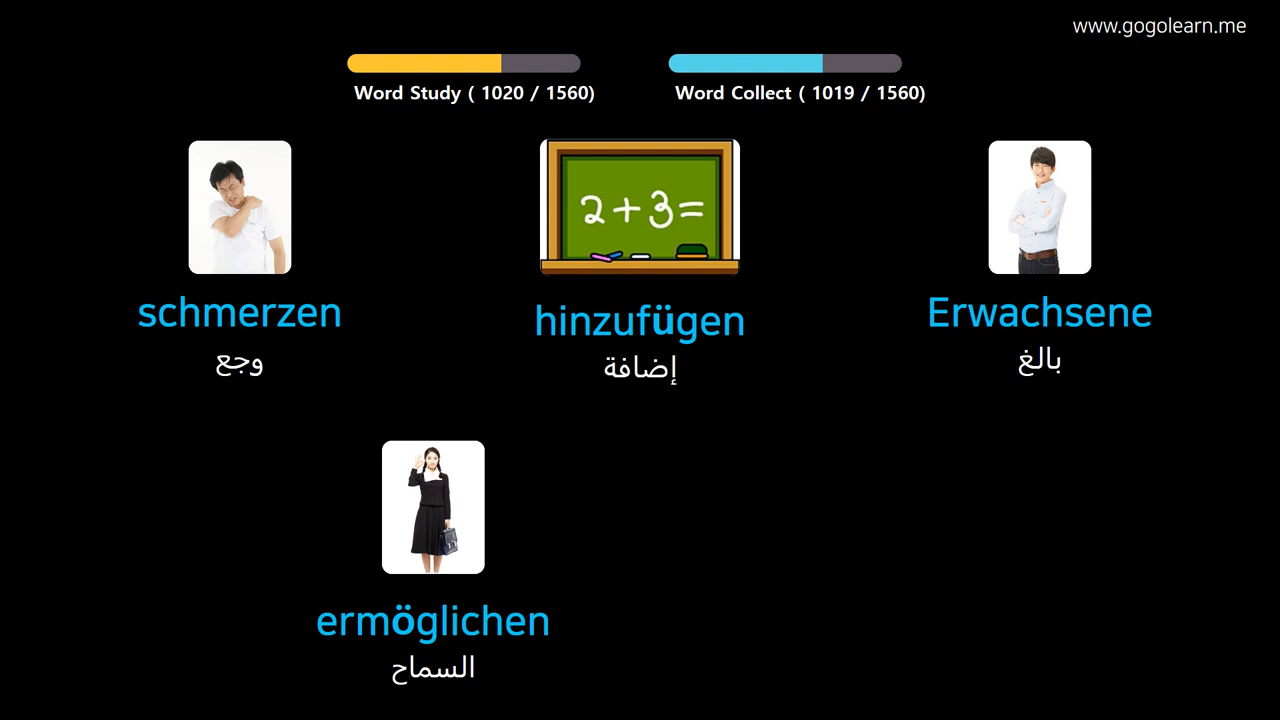 www.gogolearn.me
Word Study ( 1020 / 1560)
Word Collect ( 1019 / 1560)
2+3=
schmerzen
hinzufügen
Erwachsene
وجع
إضافة
بالغ
ermöglichen
السماح